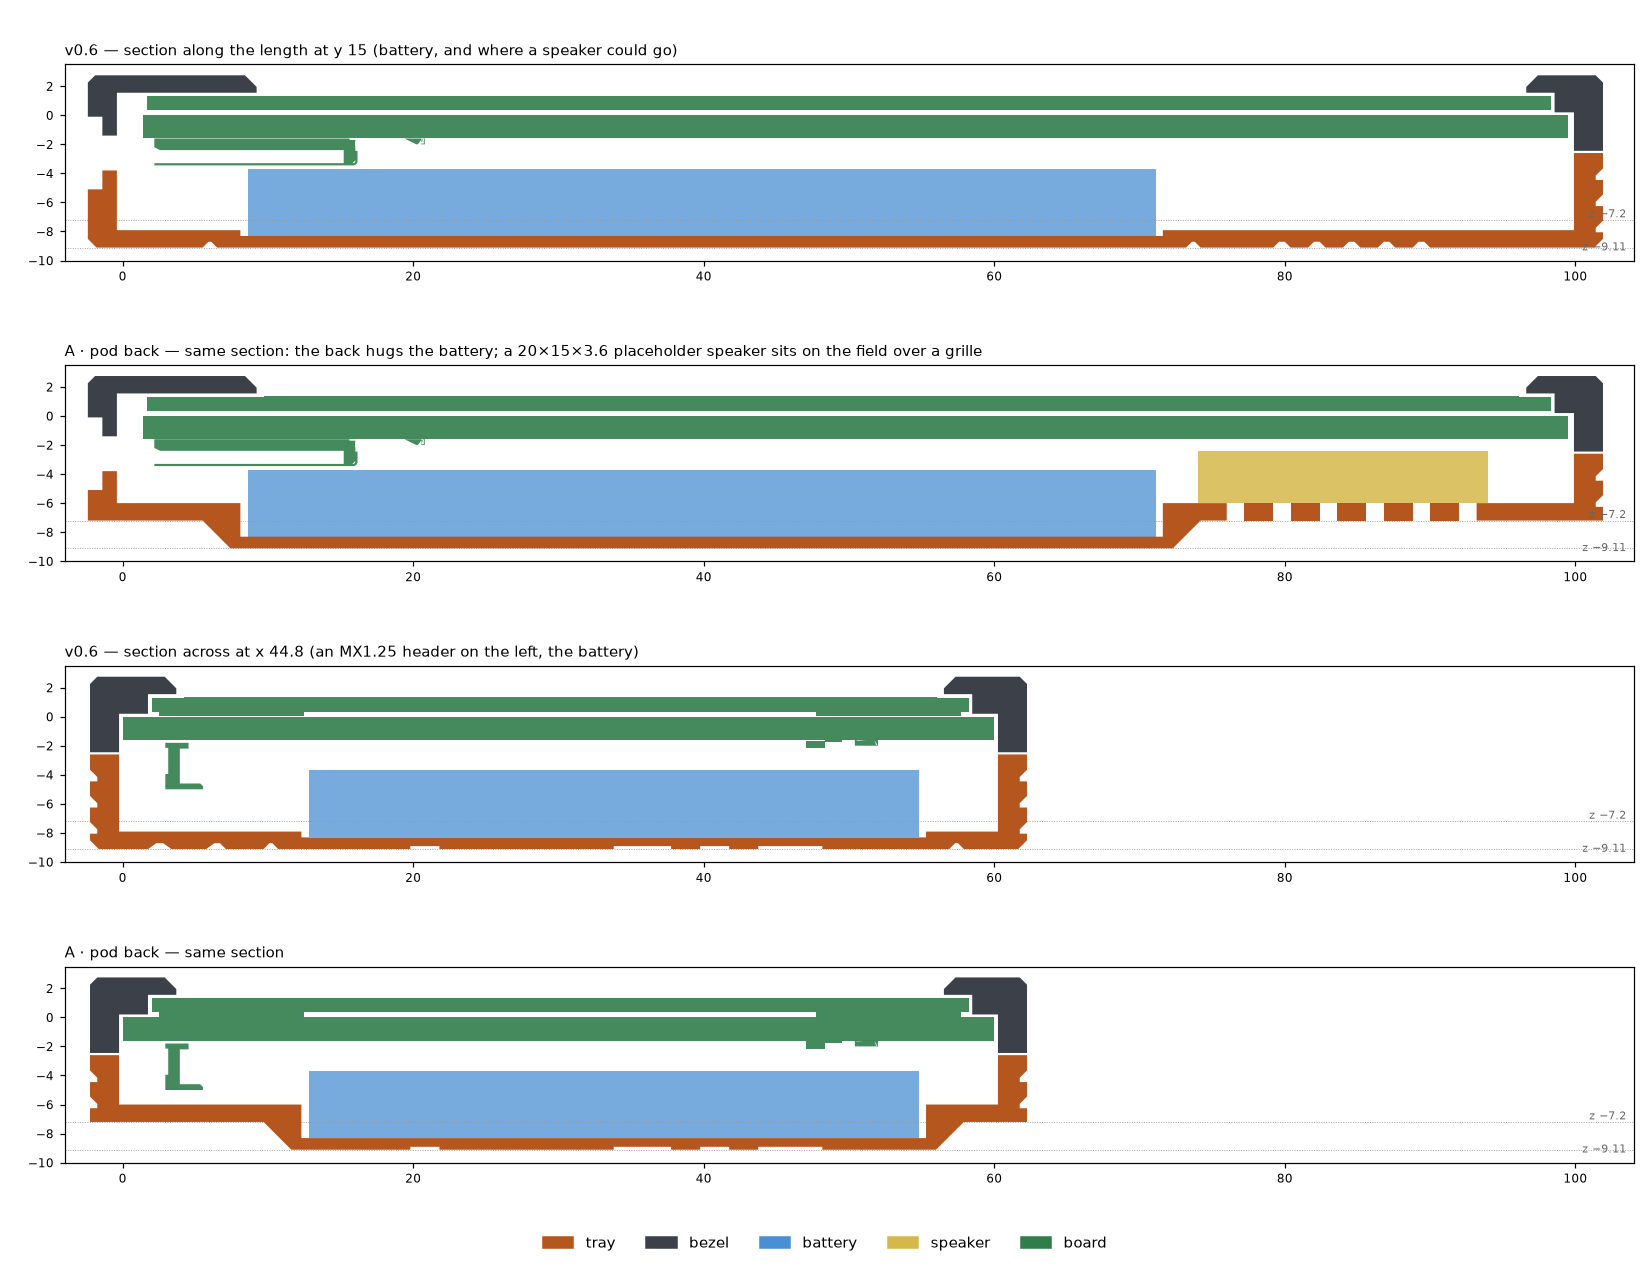 v0.6 — section along the length at y 15 (battery, and where a speaker could go)
2
0
−2
−4
−6
z −7.2
−8
z −9.11
−10
0 20 40 60 80 100
A · pod back — same section: the back hugs the battery; a 20×15×3.6 placeholder speaker sits on the field over a grille
2
0
−2
−4
−6
z −7.2
−8
z −9.11
−10
0 20 40 60 80 100
v0.6 — section across at x 44.8 (an MX1.25 header on the left, the battery)
2
0
−2
−4
−6
z −7.2
−8
z −9.11
−10
0 20 40 60 80 100
A · pod back — same section
2
0
−2
−4
−6
z −7.2
−8
z −9.11
−10
0 20 40 60 80 100
tray bezel battery speaker board